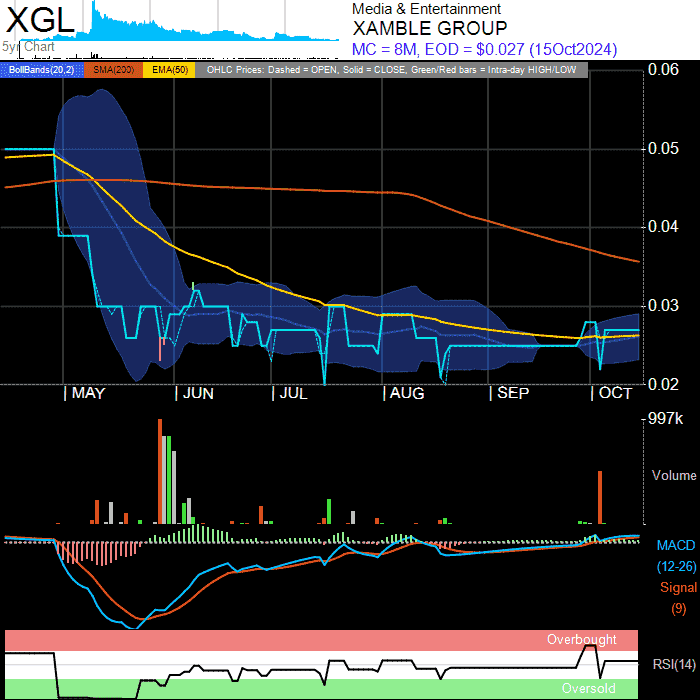 XGL
5yr Chart
Media & Entertainment
XAMBLE GROUP
MC = 8M, EOD = $0.027 (15Oct2024)
BollBands(20,2) SMA(200) EMA(50) OHLC Prices: Dashed = OPEN, Solid = CLOSE, Green/Red bars = Intra-day HIGH/LOW
0.06
0.05
0.04
0.03
0.02
| MAY | JUN | JUL | AUG | SEP | OCT
997k
Volume
MACD
(12-26)
Signal
(9)
Overbought
RSI(14)
Oversold